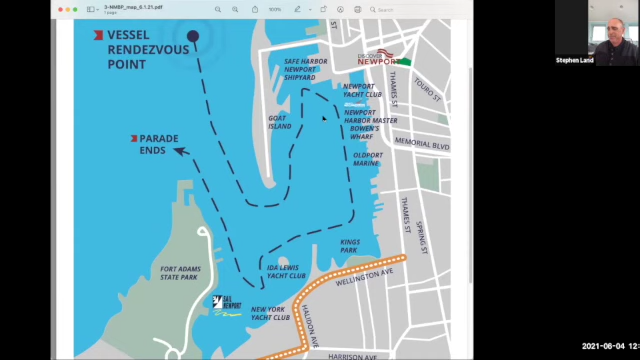 3-NMBP_map_6.1.21.pdf
1 page
VESSEL
RENDEZVOUS
POINT
PARADE
ENDS
SAFE HARBOR
NEWPORT
SHIPYARD
GOAT
ISLAND
DISCOVER
NEWPORT
NEWPORT
YACHT CLUB
NEWPORT
HARBOR MASTER
BOWEN'S
WHARF
OLDPORT
MARINE
THAMES ST
TOURO ST
MEMORIAL BLVD
THAMES ST
SPRING ST
KINGS
PARK
WELLINGTON AVE
IDA LEWIS
YACHT CLUB
FORT ADAMS
STATE PARK
SAIL
NEWPORT
NEW YORK
YACHT CLUB
HALIDON AVE
HARRISON AVE
Stephen Land
2021-06-04 12: